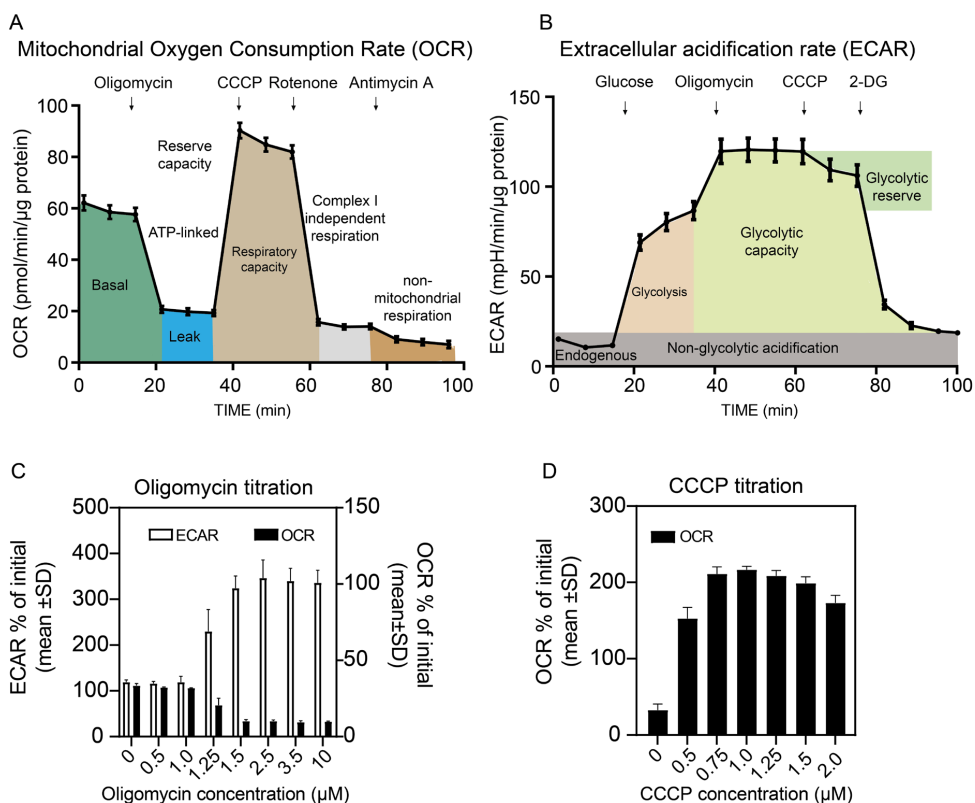 A
Mitochondrial Oxygen Consumption Rate (OCR)
Oligomycin
CCCP
Rotenone
Antimycin A
100
80
60
40
20
0
OCR (pmol/min/µg protein)
Reserve
capacity
ATP-linked
Complex I
independent
respiration
Respiratory
capacity
Basal
Leak
non-
mitochondrial
respiration
0
20
40
60
80
100
TIME (min)
B
Extracellular acidification rate (ECAR)
Glucose
Oligomycin
CCCP
2-DG
150
100
50
0
ECAR (mpH/min/µg protein)
Glycolytic
reserve
Glycolytic
capacity
Glycolysis
Endogenous
Non-glycolytic acidification
0
20
40
60
80
100
TIME (min)
C
Oligomycin titration
500
400
300
200
100
0
ECAR % of initial
(mean ±SD)
ECAR
OCR
150
100
50
0
OCR % of initial
(mean±SD)
0
0.5
1.0
1.25
1.5
2.5
3.5
10
Oligomycin concentration (µM)
D
CCCP titration
300
200
100
0
OCR % of initial
(mean ±SD)
OCR
0
0.5
0.75
1.0
1.25
1.5
2.0
CCCP concentration (µM)